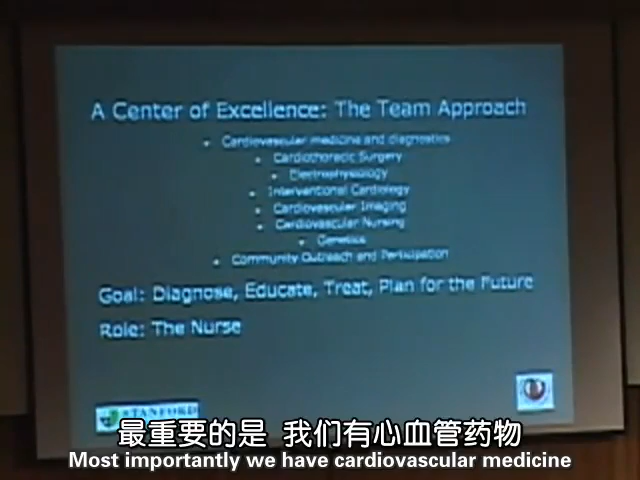 A Center of Excellence: The Team Approach
Cardiovascular medicine and diagnostics
Cardiothoracic Surgery
Electrophysiology
Interventional Cardiology
Cardiovascular Imaging
Cardiovascular Nursing
Genetics
Community Outreach and Participation
Goal: Diagnose, Educate, Treat, Plan for the Future
Role: The Nurse
STANFORD
最重要的是 我们有心血管药物
Most importantly we have cardiovascular medicine